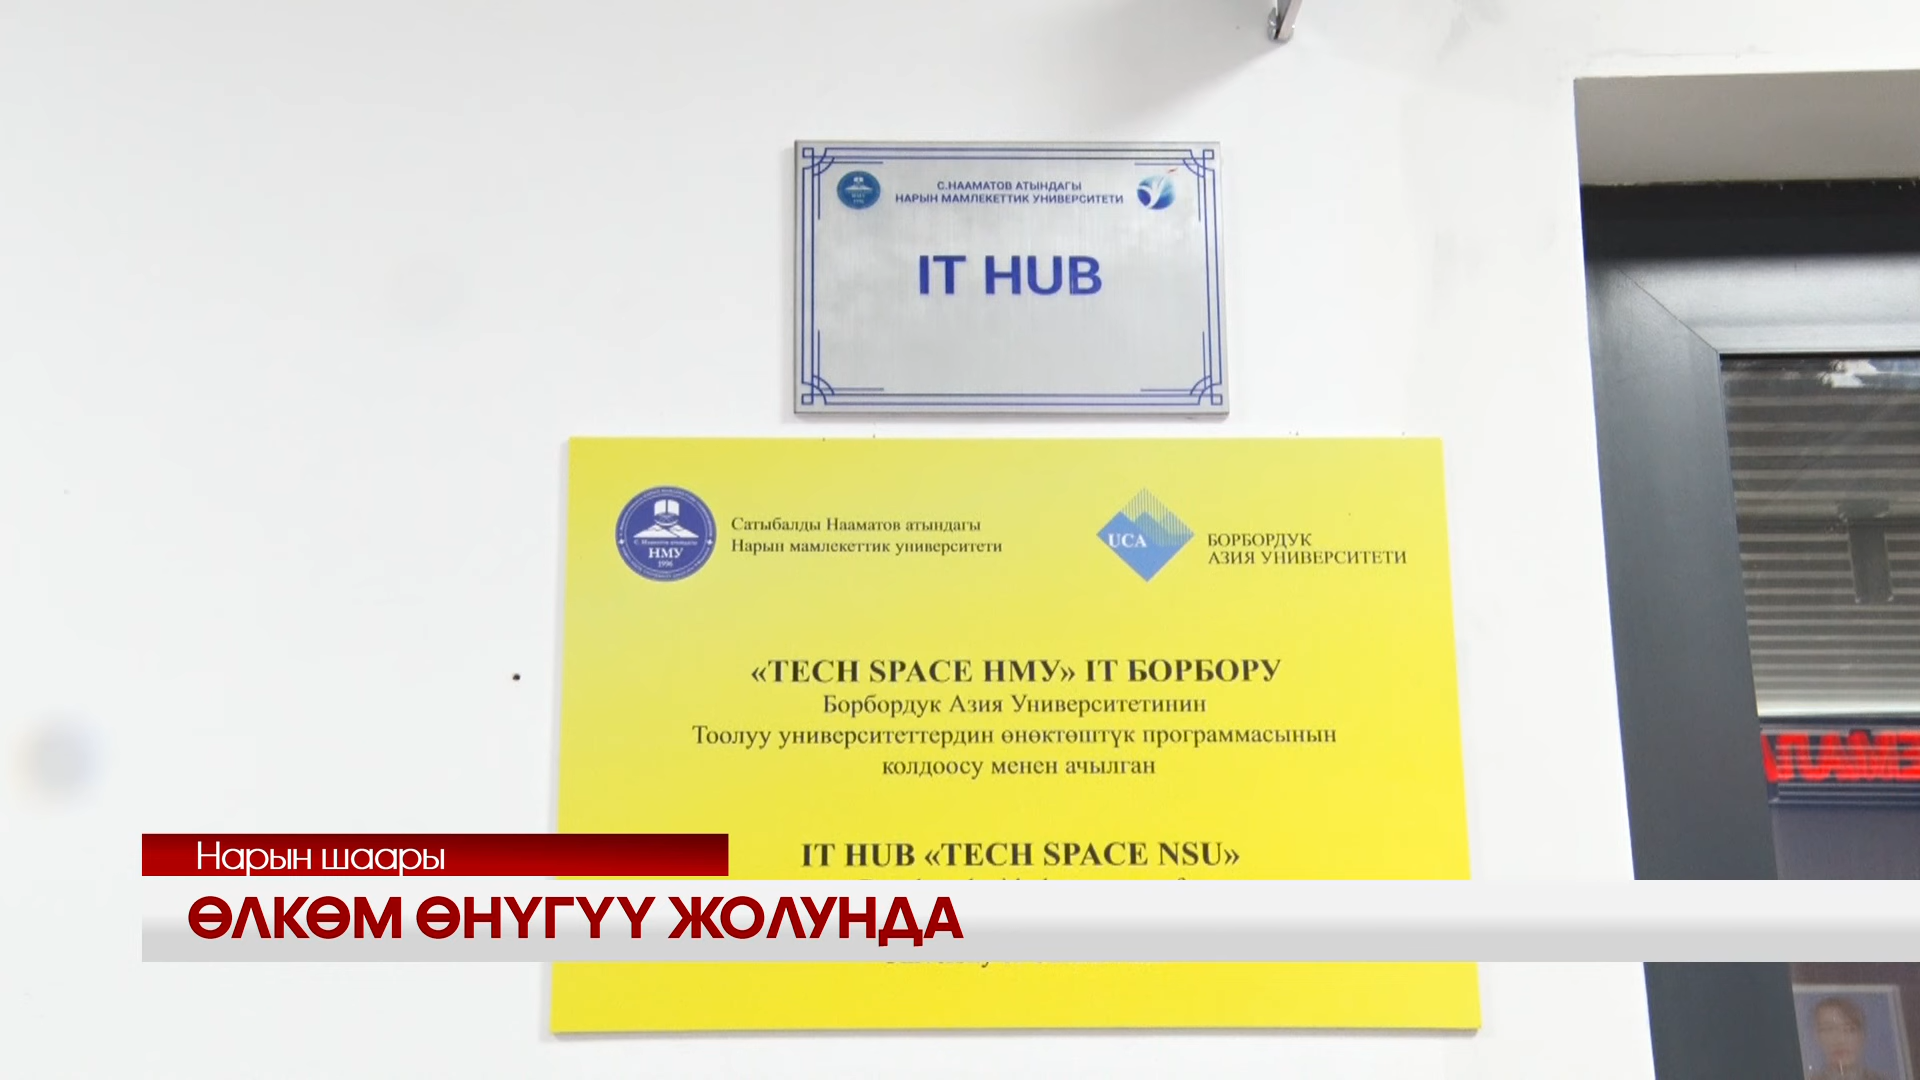 С.НААМАТОВ АТЫНДАГЫ
НАРЫН МАМЛЕКЕТТИК УНИВЕРСИТЕТИ
IT HUB
НМУ
1996
Сатыбалды Нааматов атындагы
Нарын мамлекеттик университети
UCA
БОРБОРДУК
АЗИЯ УНИВЕРСИТЕТИ
«TECH SPACE НМУ» IT БОРБОРУ
Борбордук Азия Университетинин
Тоолуу университеттердин өнөктөштүк программасынын
колдоосу менен ачылган
IT HUB «TECH SPACE NSU»
Нарын шаары
ӨЛКӨМ ӨНҮГҮҮ ЖОЛУНДА